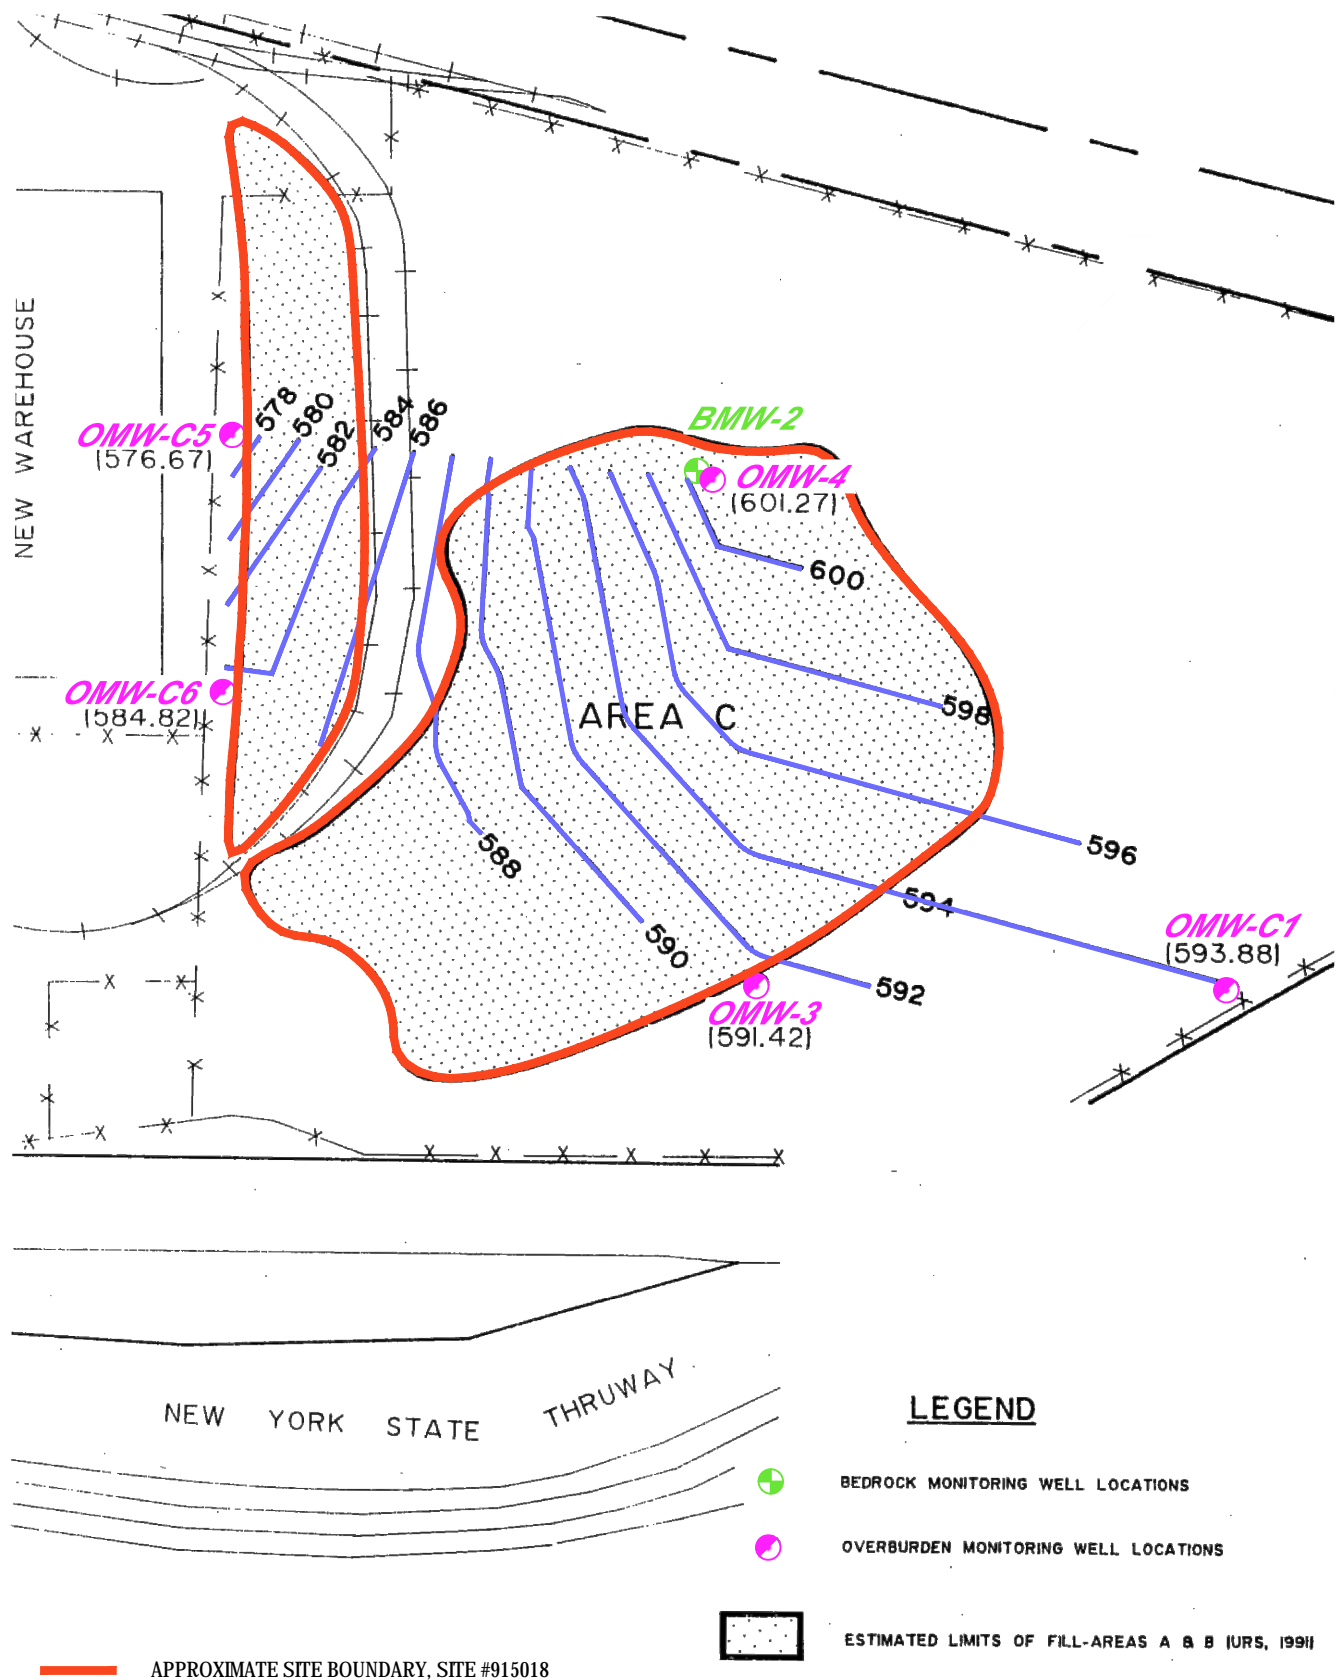 NEW WAREHOUSE
578
580
582
584
586
OMW-C5
(576.67)
BMW-2
OMW-4
(601.27)
600
OMW-C6
(584.82)
AREA C
598
588
596
594
590
592
OMW-C1
(593.88)
OMW-3
(591.42)
NEW YORK STATE THRUWAY
LEGEND
BEDROCK MONITORING WELL LOCATIONS
OVERBURDEN MONITORING WELL LOCATIONS
ESTIMATED LIMITS OF FILL-AREAS A & B (URS, 1991)
APPROXIMATE SITE BOUNDARY, SITE #915018